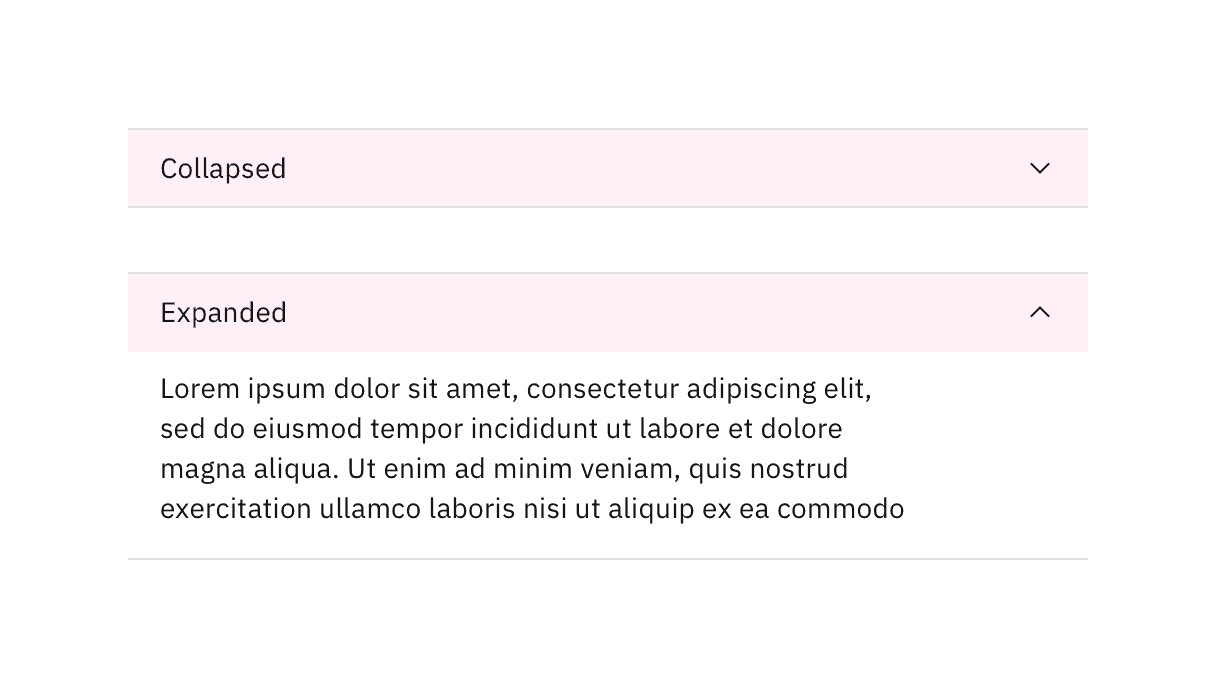 Collapsed
Expanded
Lorem ipsum dolor sit amet, consectetur adipiscing elit,
sed do eiusmod tempor incididunt ut labore et dolore
magna aliqua. Ut enim ad minim veniam, quis nostrud
exercitation ullamco laboris nisi ut aliquip ex ea commodo